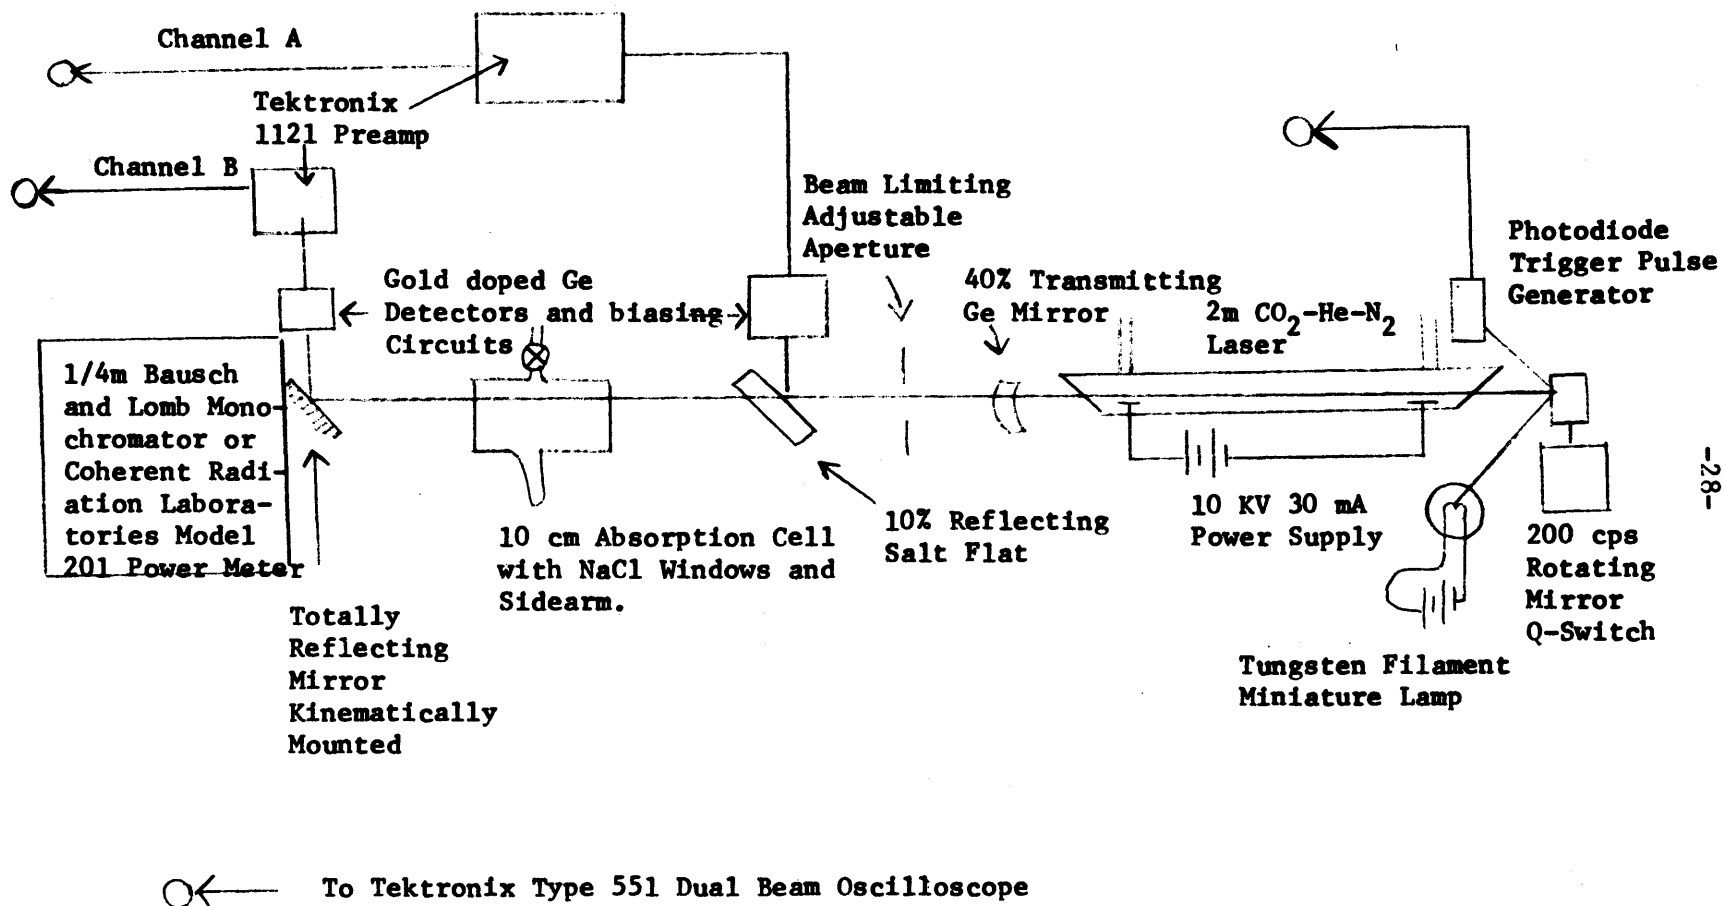 Channel A
Tektronix
1121 Preamp
Channel B
Beam Limiting
Adjustable
Aperture
Gold doped Ge
Detectors and biasing
Circuits
40% Transmitting
Ge Mirror
2m CO2-He-N2
Laser
Photodiode
Trigger Pulse
Generator
1/4m Bausch
and Lomb Mono-
chromator or
Coherent Radi-
ation Labora-
tories Model
201 Power Meter
10 cm Absorption Cell
with NaCl Windows and
Sidearm.
10% Reflecting
Salt Flat
10 KV 30 mA
Power Supply
200 cps
Rotating
Mirror
Q-Switch
-28-
Totally
Reflecting
Mirror
Kinematically
Mounted
Tungsten Filament
Miniature Lamp
To Tektronix Type 551 Dual Beam Oscilloscope